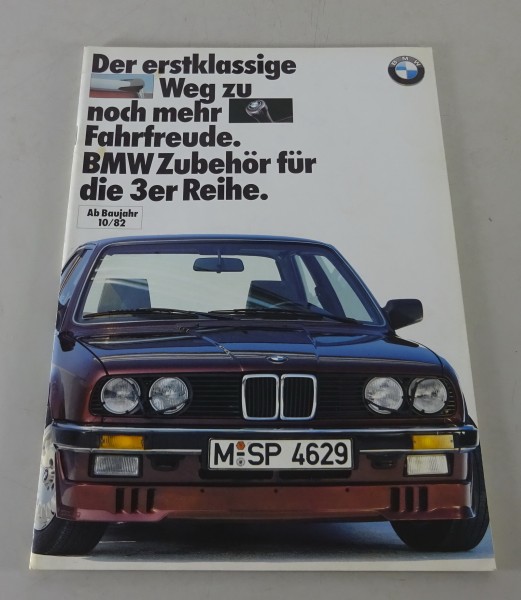 Der erstklassige
Weg zu
noch mehr
Fahrfreude.
BMW Zubehör für
die 3er Reihe.
Ab Baujahr
10/82
BMW
M-SP 4629